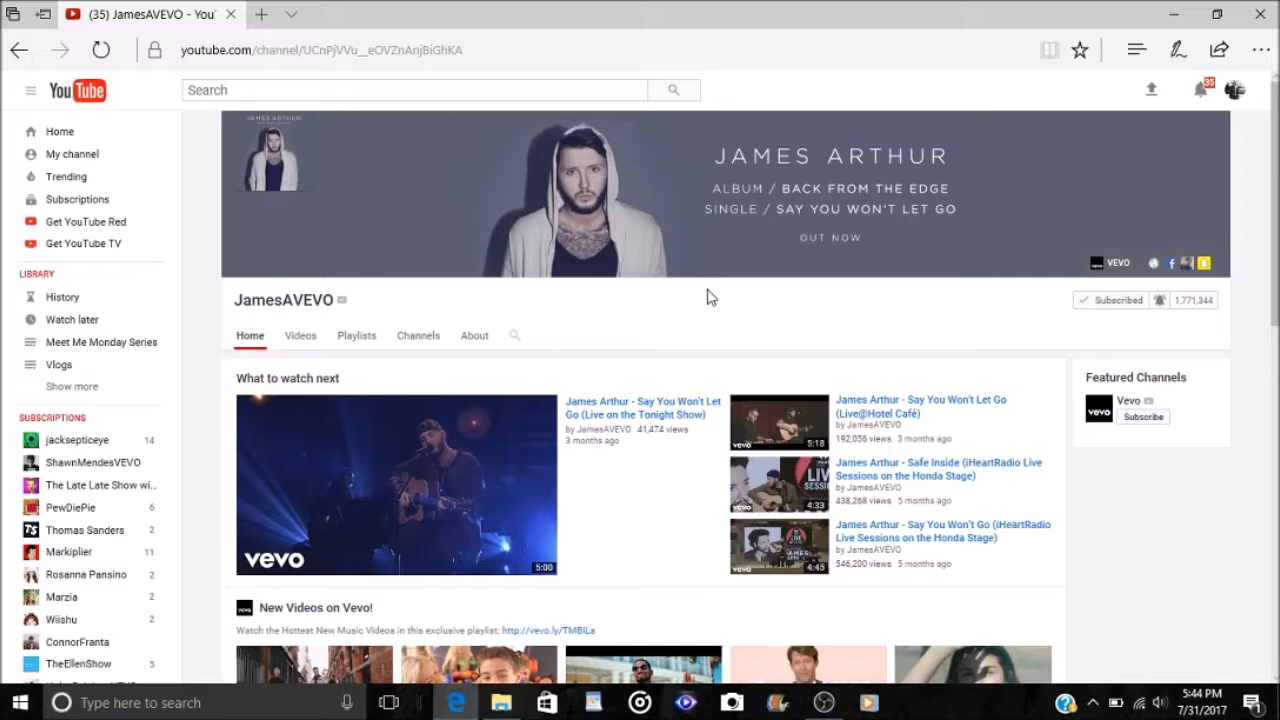 (35) JamesAVEVO - You
youtube.com/channel/UCnPjVVu__eOVZnAnjBiGhKA
YouTube
Search
35
Home
My channel
Trending
Subscriptions
Get YouTube Red
Get YouTube TV
LIBRARY
History
Watch later
Meet Me Monday Series
Vlogs
Show more
SUBSCRIPTIONS
jacksepticeye 14
ShawnMendesVEVO
The Late Late Show wi...
PewDiePie 6
Thomas Sanders 2
Markiplier 11
Rosanna Pansino 2
Marzia 2
Wiishu 2
ConnorFranta
TheEllenShow 5
JAMES ARTHUR
JAMES ARTHUR
ALBUM / BACK FROM THE EDGE
SINGLE / SAY YOU WON'T LET GO
OUT NOW
VEVO
JamesAVEVO
Subscribed 1,771,344
Home Videos Playlists Channels About
What to watch next
vevo
5:00
James Arthur - Say You Won't Let
Go (Live on the Tonight Show)
by JamesAVEVO 41,474 views
3 months ago
vevo 5:18
James Arthur - Say You Won't Let Go
(Live@Hotel Café)
by JamesAVEVO
192,056 views 3 months ago
vevo 4:33
James Arthur - Safe Inside (iHeartRadio Live
Sessions on the Honda Stage)
by JamesAVEVO
438,268 views 5 months ago
vevo 4:45
James Arthur - Say You Won't Go (iHeartRadio
Live Sessions on the Honda Stage)
by JamesAVEVO
546,200 views 5 months ago
Featured Channels
vevo
Vevo
Subscribe
New Videos on Vevo!
Watch the Hottest New Music Videos in this exclusive playlist: http://vevo.ly/TMBiLs
Type here to search
5:44 PM
7/31/2017